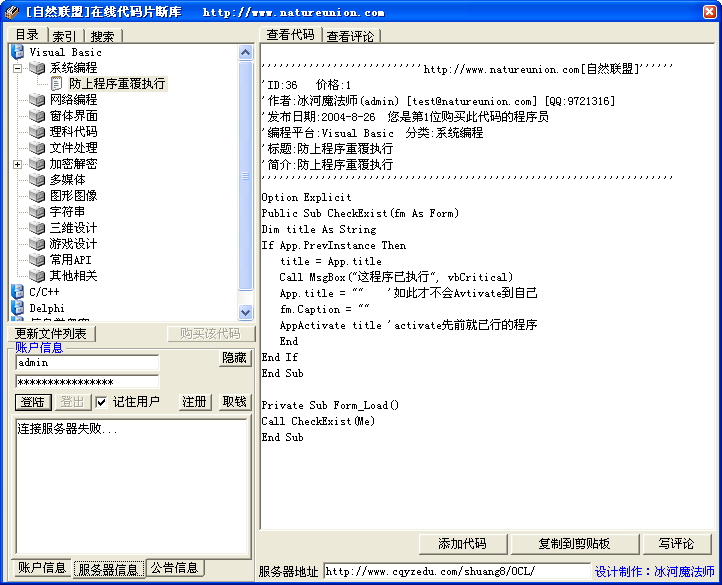 [自然联盟]在线代码片断库   http://www.natureunion.com
目录 索引 搜索
Visual Basic
系统编程
防上程序重覆执行
网络编程
窗体界面
理科代码
文件处理
加密解密
多媒体
图形图像
字符串
三维设计
游戏设计
常用API
其他相关
C/C++
Delphi
更新文件列表 购买该代码
账户信息
admin
隐藏
****************
登陆 登出 记住用户 注册 取钱
连接服务器失败...
账户信息 服务器信息 公告信息
查看代码 查看评论
'''''''''''''''''''''''''''http://www.natureunion.com[自然联盟]''''''
'ID:36   价格:1
'作者:冰河魔法师(admin) [test@natureunion.com] [QQ:9721316]
'发布日期:2004-8-26  您是第1位购买此代码的程序员
'编程平台:Visual Basic  分类:系统编程
'标题:防上程序重覆执行
'简介:防上程序重覆执行
''''''''''''''''''''''''''''''''''''''''''''''''''''''''''''''''''''
Option Explicit
Public Sub CheckExist(fm As Form)
Dim title As String
If App.PrevInstance Then
   title = App.title
   Call MsgBox("这程序已执行", vbCritical)
   App.title = ""    '如此才不会Avtivate到自己
   fm.Caption = ""
   AppActivate title 'activate先前就已行的程序
   End
End If
End Sub
Private Sub Form_Load()
Call CheckExist(Me)
End Sub
添加代码 复制到剪贴板 写评论
服务器地址 http://www.cqyzedu.com/shuang8/OCL/ 设计制作：冰河魔法师